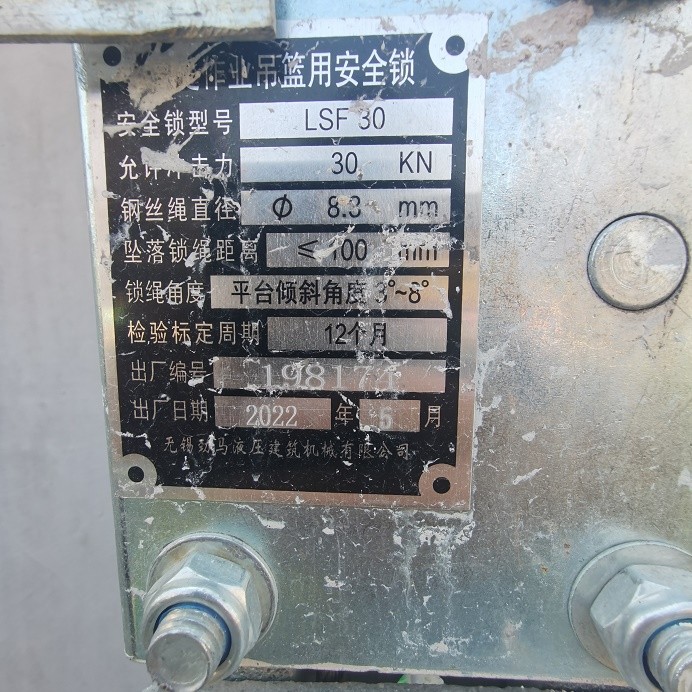 作业吊篮用安全锁
安全锁型号 LSF 30
允许冲击力 30 KN
钢丝绳直径 Φ 8.3 mm
坠落锁绳距离 ≤100 mm
锁绳角度 平台倾斜角度 3°~8°
检验标定周期 12个月
出厂编号 198174
出厂日期 2022 年 5 月
无锡劲马液压建筑机械有限公司